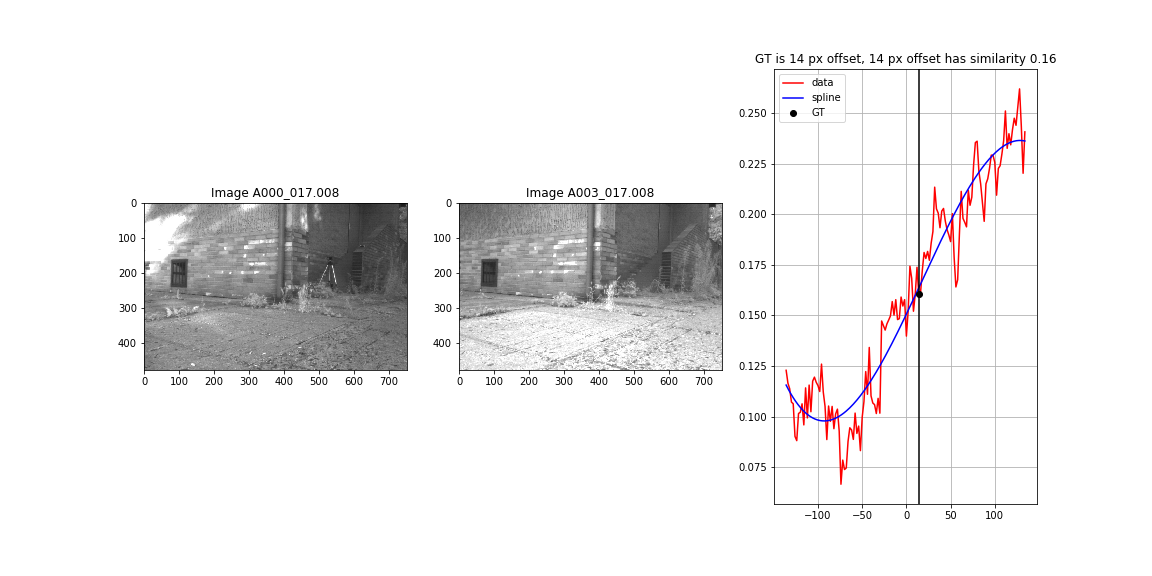 GT is 14 px offset, 14 px offset has similarity 0.16
data
spline
GT
0.250
0.225
0.200
0.175
0.150
0.125
0.100
0.075
−100 −50 0 50 100
Image A000_017.008
0
100
200
300
400
0 100 200 300 400 500 600 700
Image A003_017.008
0
100
200
300
400
0 100 200 300 400 500 600 700